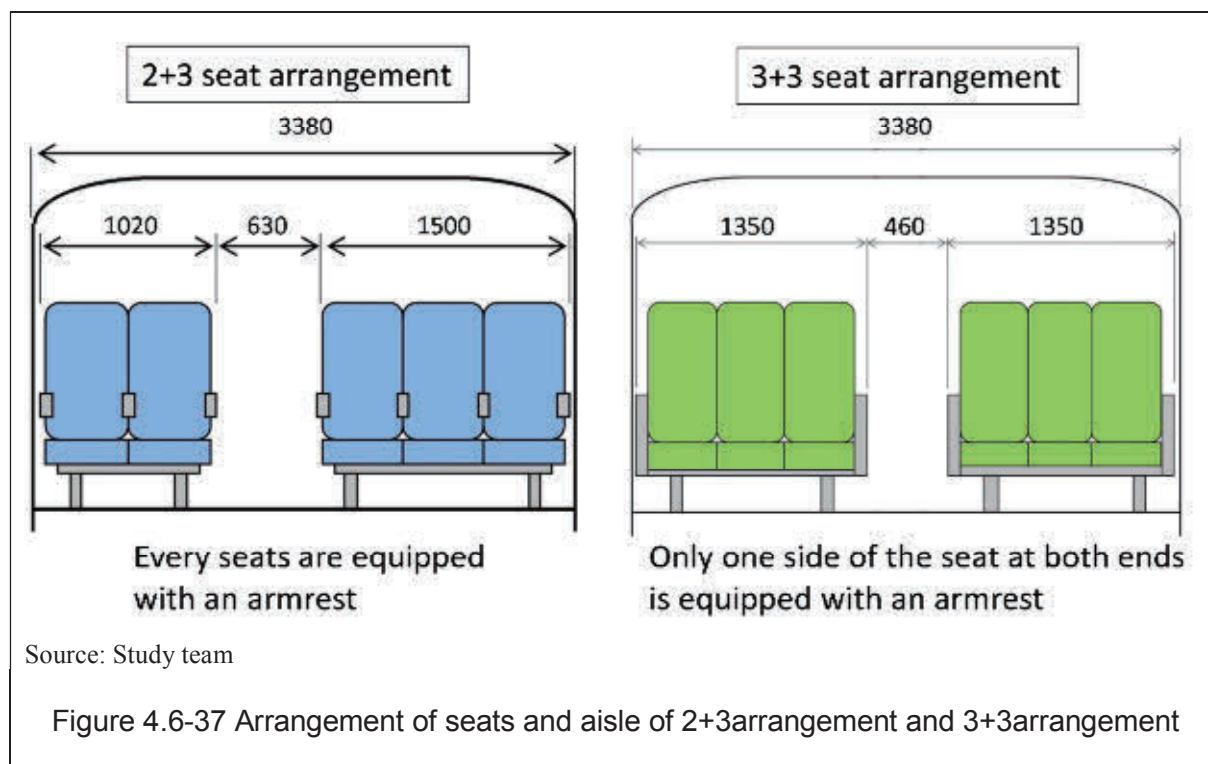 2+3 seat arrangement
3380
1020
630
1500
Every seats are equipped
with an armrest
3+3 seat arrangement
3380
1350
460
1350
Only one side of the seat at both ends
is equipped with an armrest
Source: Study team
Figure 4.6-37 Arrangement of seats and aisle of 2+3arrangement and 3+3arrangement